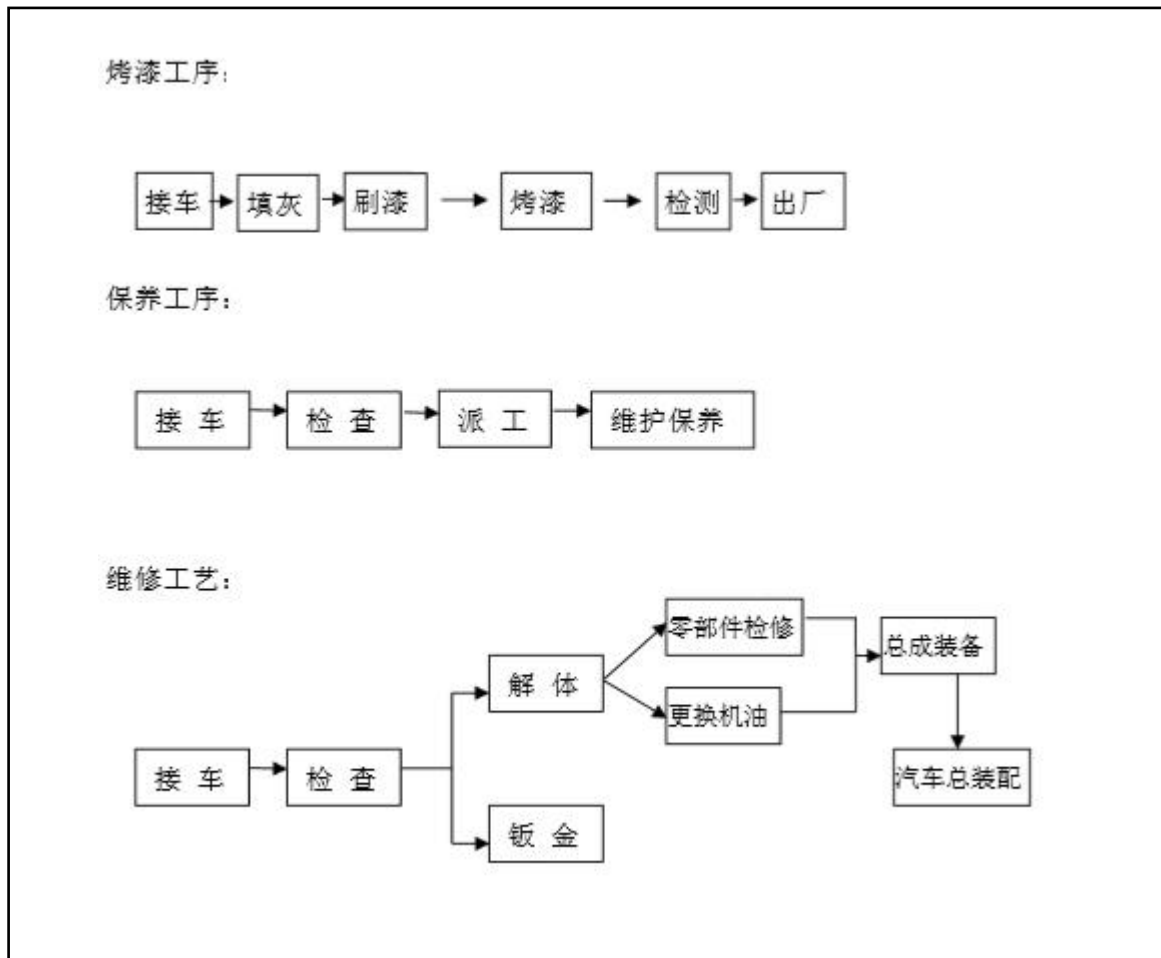 烤漆工序：
接车 填灰 刷漆 烤漆 检测 出厂
保养工序：
接 车 检 查 派 工 维护保养
维修工艺：
零部件检修
总成装备
解 体
更换机油
接 车 检 查
汽车总装配
钣 金